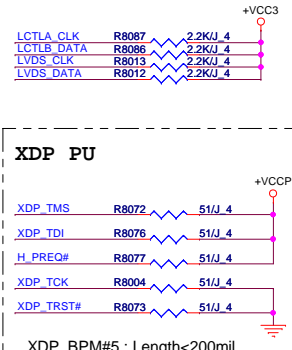 +VCC3
LCTLA_CLK R8087 2.2K/J_4
LCTLB_DATA R8086 2.2K/J_4
LVDS_CLK R8013 2.2K/J_4
LVDS_DATA R8012 2.2K/J_4
XDP PU
+VCCP
XDP_TMS R8072 51/J_4
XDP_TDI R8076 51/J_4
H_PREQ# R8077 51/J_4
XDP_TCK R8004 51/J_4
XDP_TRST# R8073 51/J_4
XDP_BPM#5 : Length<200mil